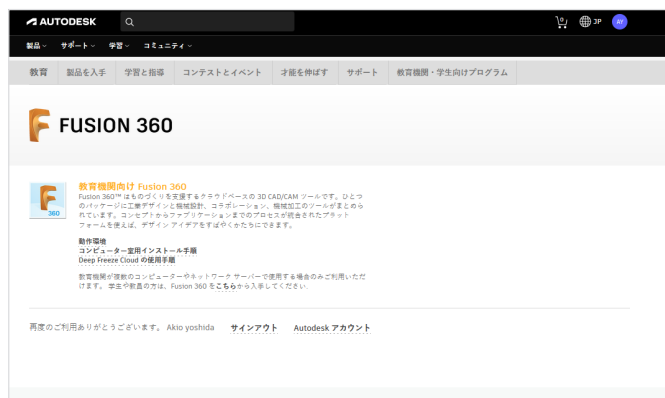 AUTODESK
0
JP
AY
製品 サポート 学習 コミュニティ
教育 製品を入手 学習と指導 コンテストとイベント 才能を伸ばす サポート 教育機関・学生向けプログラム
FUSION 360
360
教育機関向け Fusion 360
Fusion 360™ はものづくりを支援するクラウドベースの 3D CAD/CAM ツールです。ひとつ
のパッケージに工業デザインと機械設計、コラボレーション、機械加工のツールがまとめら
れています。コンセプトからファブリケーションまでのプロセスが統合されたプラット
フォームを使えば、デザイン アイデアをすばやくかたちにできます。
動作環境
コンピューター室用インストール手順
Deep Freeze Cloud の使用手順
教育機関が複数のコンピューターやネットワーク サーバーで使用する場合のみご利用いただ
けます。 学生や教員の方は、Fusion 360 をこちらから入手してください.
再度のご利用ありがとうございます。 Akio yoshida サインアウト Autodesk アカウント